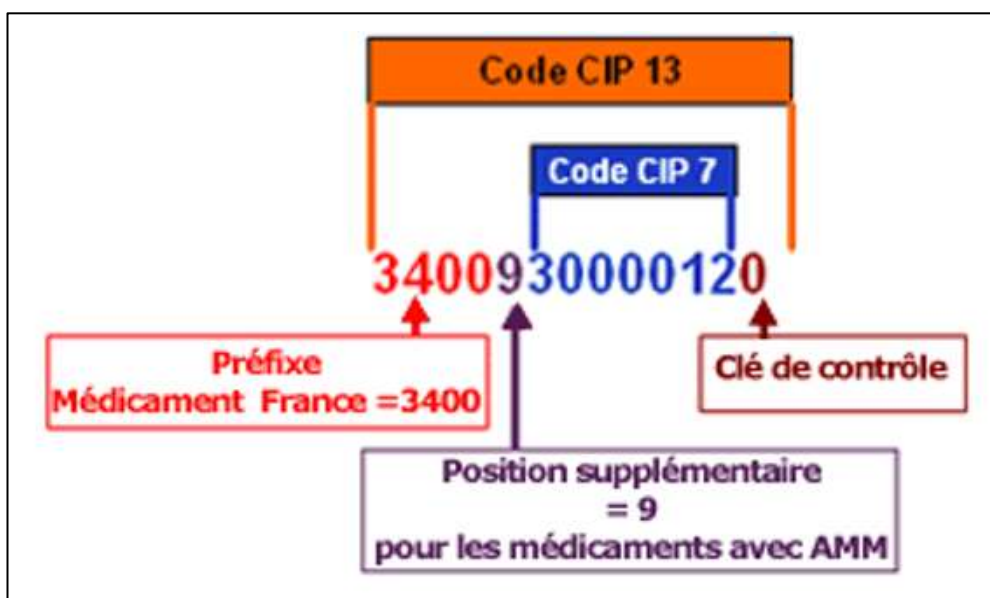 Code CIP 13
Code CIP 7
3400930000120
Préfixe
Médicament France =3400
Clé de contrôle
Position supplémentaire
= 9
pour les médicaments avec AMM